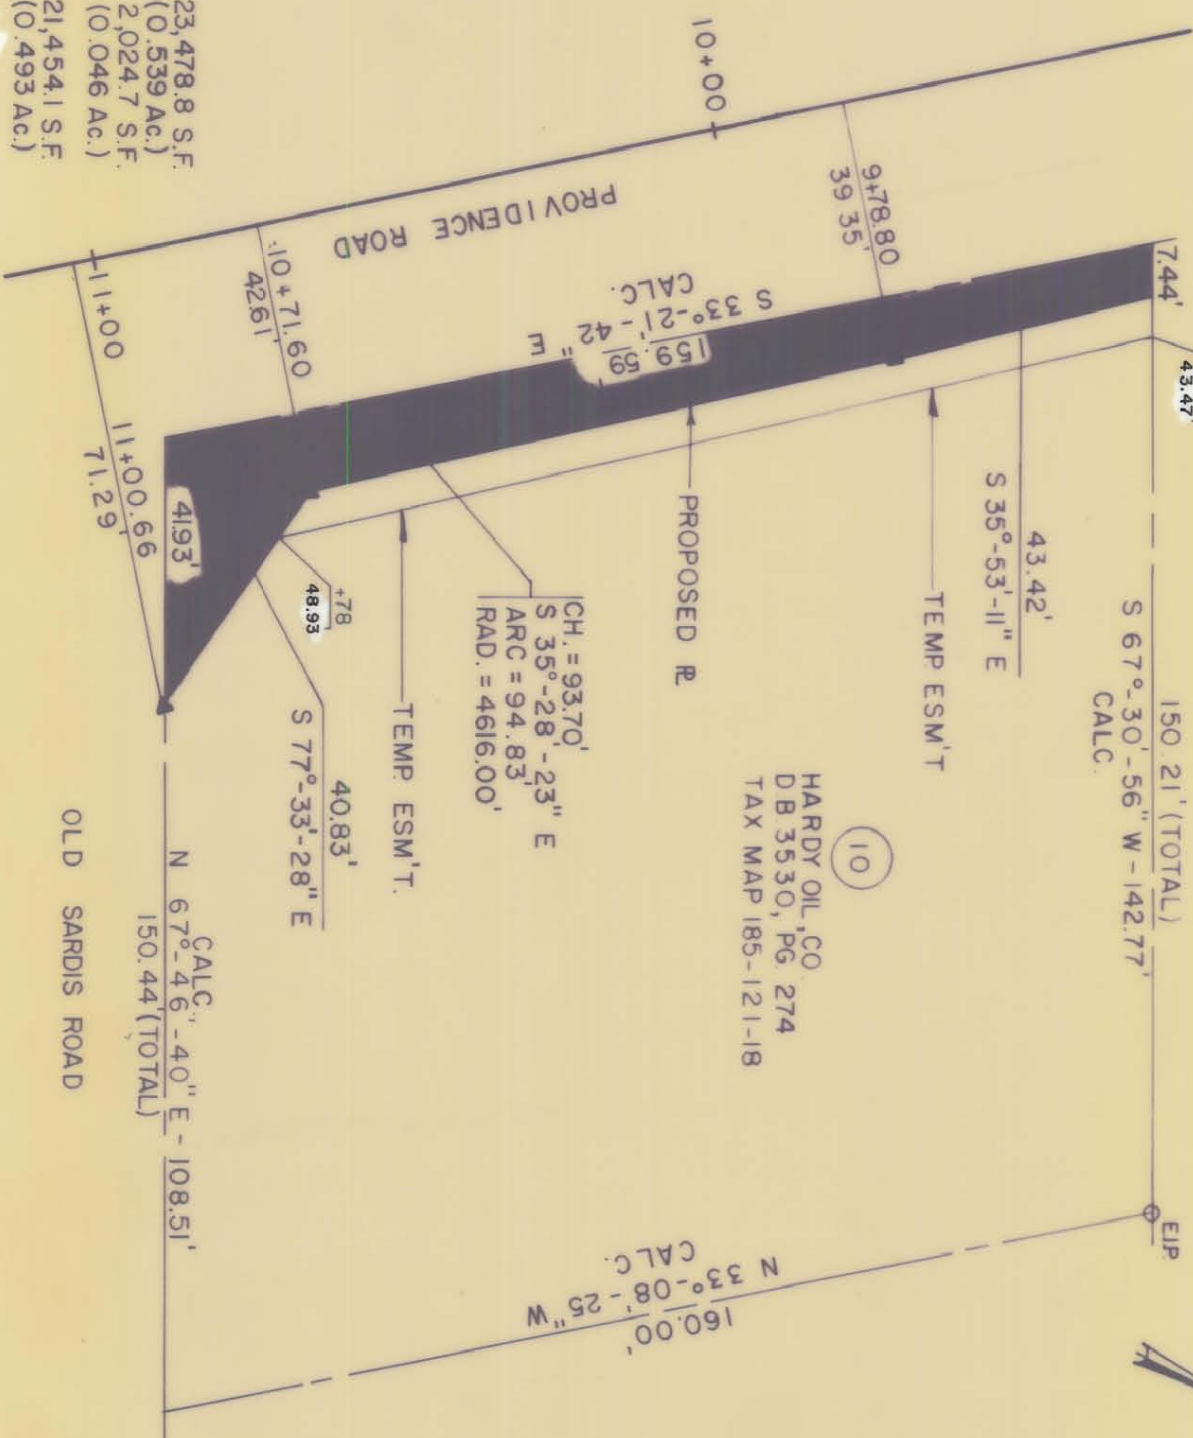 23,478.8 S.F.
(0.539 Ac.)
2,024.7 S.F.
(0.046 Ac.)
21,454.1 S.F.
(0.493 Ac.)
10+00
PROVIDENCE ROAD
9+78.80
39 35'
10+71.60
42.61'
11+00
11+00.66
71.29'
7.44'
43.47'
S 33°-21'-42" E
CALC.
159.59
41.93'
+78
48.93
150.21' (TOTAL)
S 67°-30'-56" W-142.77'
CALC.
E.I.P.
43.42'
S 35°-53'-11" E
TEMP. ESM'T
PROPOSED PL
CH. = 93.70'
S 35°-28'-23" E
ARC = 94.83'
RAD. = 4616.00'
TEMP. ESM'T.
40.83'
S 77°-33'-28" E
10
HARDY OIL, CO
DB 3530, PG. 274
TAX MAP 185-121-18
CALC.
N 67°-46'-40" E - 108.51'
150.44' (TOTAL)
OLD SARDIS ROAD
160.00'
N 33°-08'-25" W
CALC.